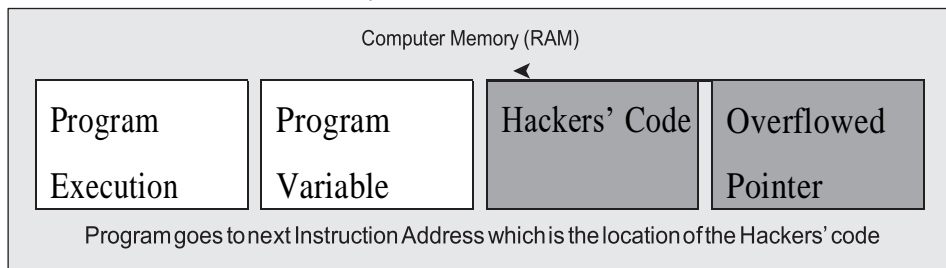 Computer Memory (RAM)
Program Execution
Program Variable
Hackers’ Code
Overflowed Pointer
Program goes to next Instruction Address which is the location of the Hackers’ code